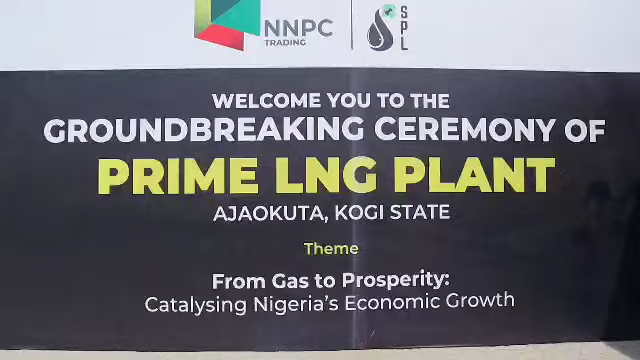 NNPC
TRADING
SPL
WELCOME YOU TO THE
GROUNDBREAKING CEREMONY OF
PRIME LNG PLANT
AJAOKUTA, KOGI STATE
Theme
From Gas to Prosperity:
Catalysing Nigeria's Economic Growth